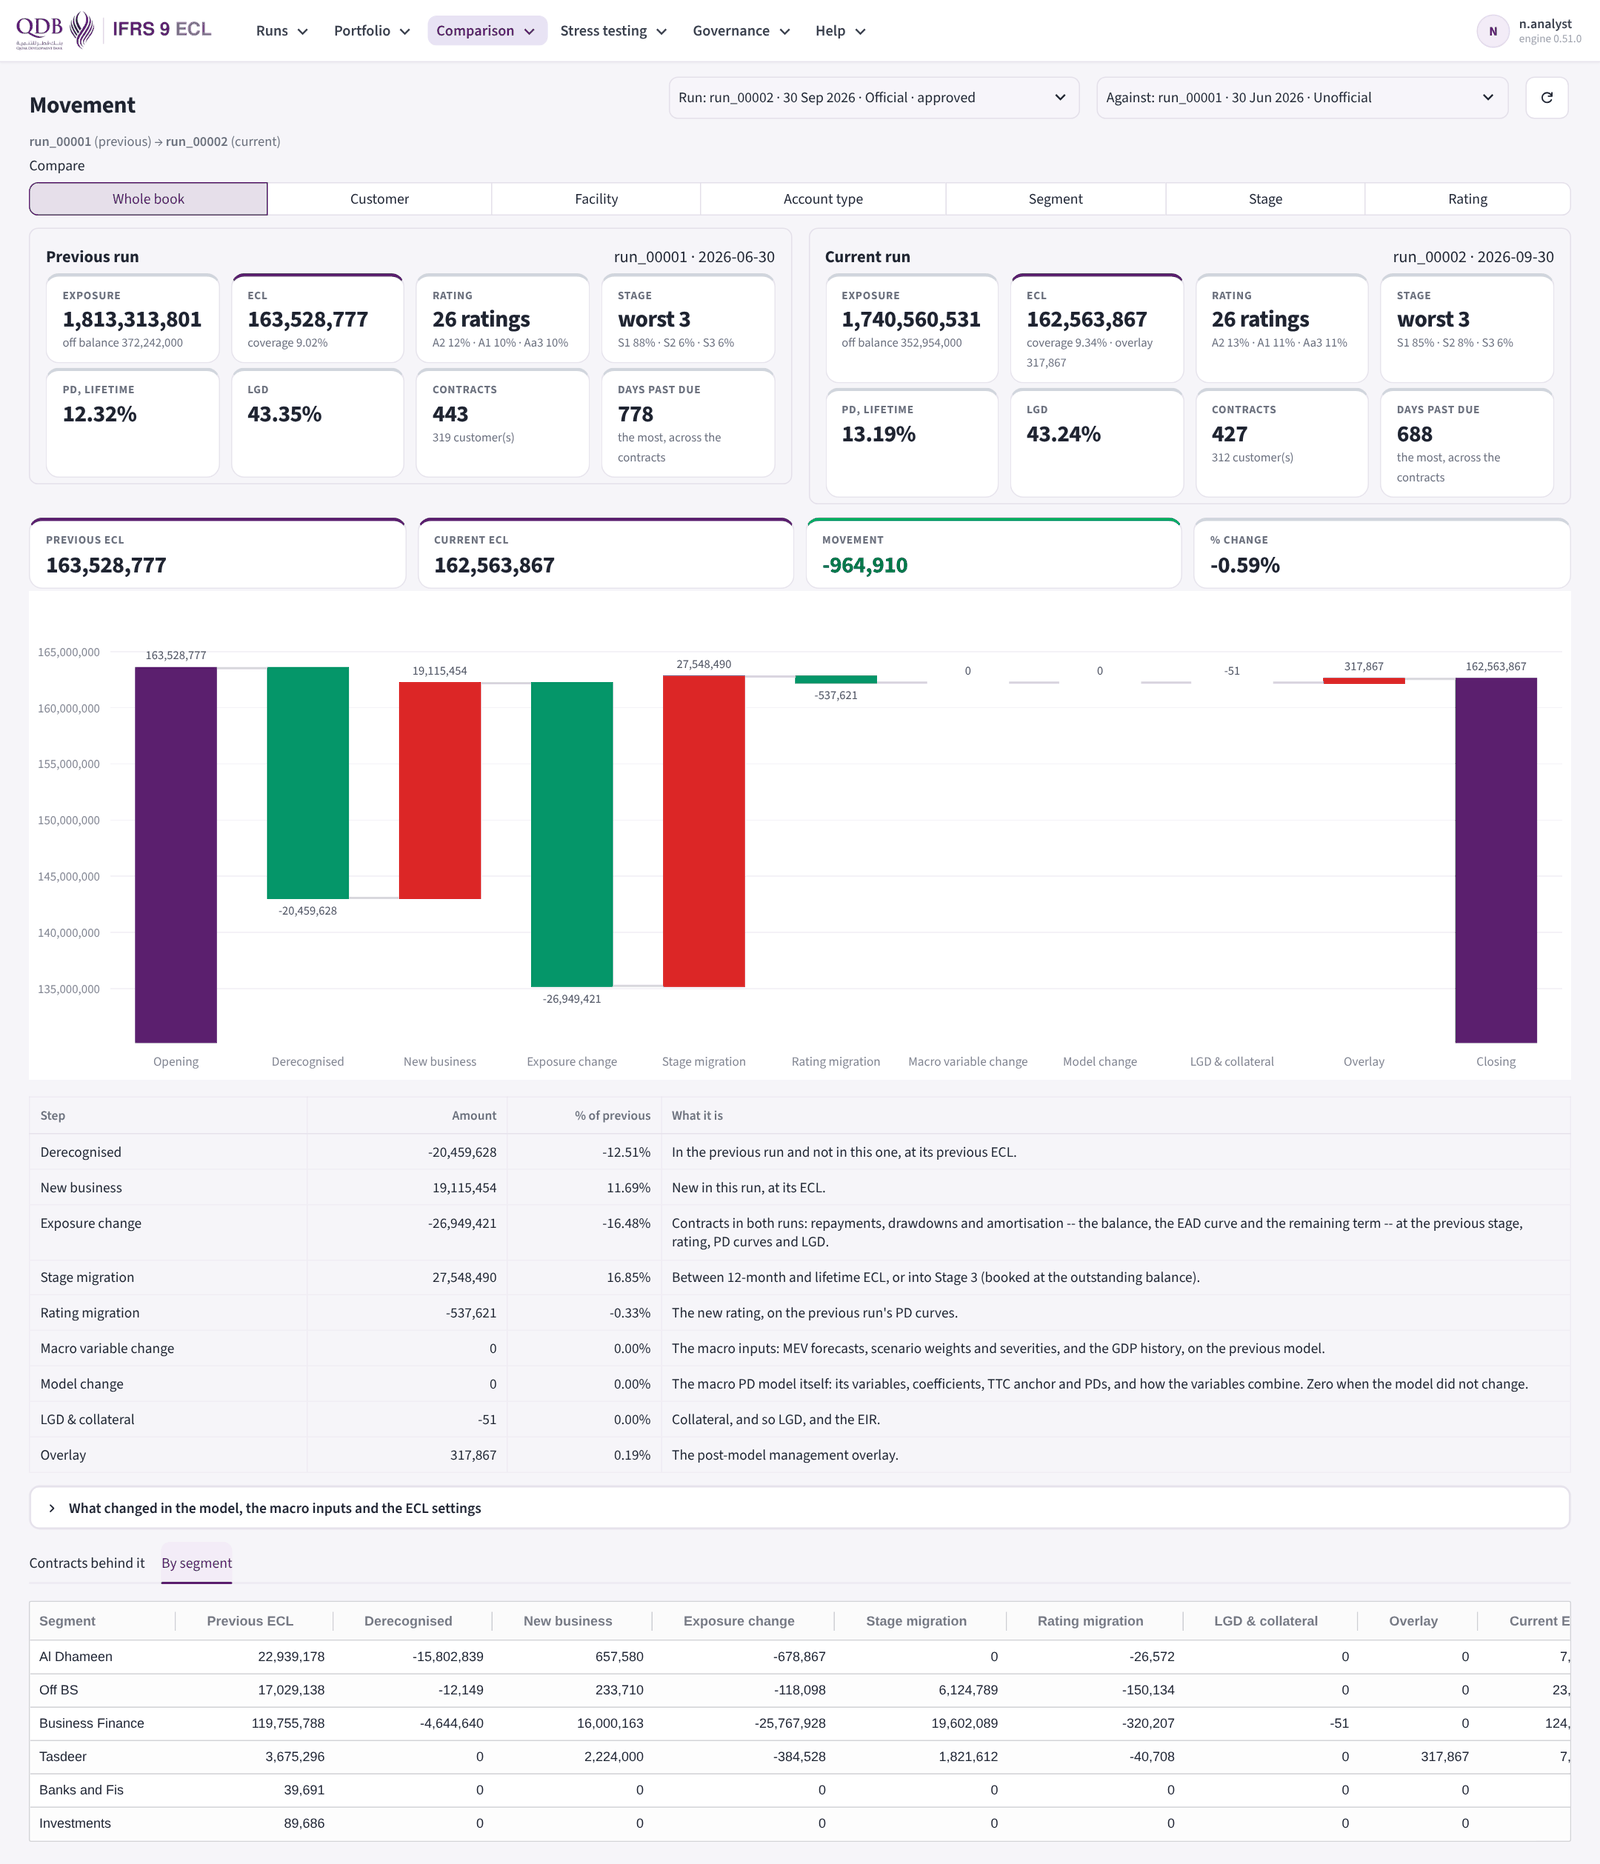 QDB
IFRS 9 ECL
Runs
Portfolio
Comparison
Stress testing
Governance
Help
N
n.analyst
engine 0.51.0
Movement
Run: run_00002 · 30 Sep 2026 · Official · approved
Against: run_00001 · 30 Jun 2026 · Unofficial
run_00001 (previous) → run_00002 (current)
Compare
Whole book
Customer
Facility
Account type
Segment
Stage
Rating
Previous run
run_00001 · 2026-06-30
EXPOSURE
1,813,313,801
off balance 372,242,000
ECL
163,528,777
coverage 9.02%
RATING
26 ratings
A2 12% · A1 10% · Aa3 10%
STAGE
worst 3
S1 88% · S2 6% · S3 6%
PD, LIFETIME
12.32%
LGD
43.35%
CONTRACTS
443
319 customer(s)
DAYS PAST DUE
778
the most, across the
contracts
Current run
run_00002 · 2026-09-30
EXPOSURE
1,740,560,531
off balance 352,954,000
ECL
162,563,867
coverage 9.34% · overlay
317,867
RATING
26 ratings
A2 13% · A1 11% · Aa3 11%
STAGE
worst 3
S1 85% · S2 8% · S3 6%
PD, LIFETIME
13.19%
LGD
43.24%
CONTRACTS
427
312 customer(s)
DAYS PAST DUE
688
the most, across the
contracts
PREVIOUS ECL
163,528,777
CURRENT ECL
162,563,867
MOVEMENT
-964,910
% CHANGE
-0.59%
165,000,000
160,000,000
155,000,000
150,000,000
145,000,000
140,000,000
135,000,000
163,528,777
-20,459,628
19,115,454
-26,949,421
27,548,490
-537,621
0
0
-51
317,867
162,563,867
Opening
Derecognised
New business
Exposure change
Stage migration
Rating migration
Macro variable change
Model change
LGD & collateral
Overlay
Closing
Step Amount % of previous What it is
Derecognised -20,459,628 -12.51% In the previous run and not in this one, at its previous ECL.
New business 19,115,454 11.69% New in this run, at its ECL.
Exposure change -26,949,421 -16.48% Contracts in both runs: repayments, drawdowns and amortisation -- the balance, the EAD curve and the remaining term -- at the previous stage,
rating, PD curves and LGD.
Stage migration 27,548,490 16.85% Between 12-month and lifetime ECL, or into Stage 3 (booked at the outstanding balance).
Rating migration -537,621 -0.33% The new rating, on the previous run's PD curves.
Macro variable change 0 0.00% The macro inputs: MEV forecasts, scenario weights and severities, and the GDP history, on the previous model.
Model change 0 0.00% The macro PD model itself: its variables, coefficients, TTC anchor and PDs, and how the variables combine. Zero when the model did not change.
LGD & collateral -51 0.00% Collateral, and so LGD, and the EIR.
Overlay 317,867 0.19% The post-model management overlay.
What changed in the model, the macro inputs and the ECL settings
Contracts behind it
By segment
Segment Previous ECL Derecognised New business Exposure change Stage migration Rating migration LGD & collateral Overlay Current E
Al Dhameen 22,939,178 -15,802,839 657,580 -678,867 0 -26,572 0 0 7,
Off BS 17,029,138 -12,149 233,710 -118,098 6,124,789 -150,134 0 0 23,
Business Finance 119,755,788 -4,644,640 16,000,163 -25,767,928 19,602,089 -320,207 -51 0 124,
Tasdeer 3,675,296 0 2,224,000 -384,528 1,821,612 -40,708 0 317,867 7,
Banks and Fis 39,691 0 0 0 0 0 0 0
Investments 89,686 0 0 0 0 0 0 0